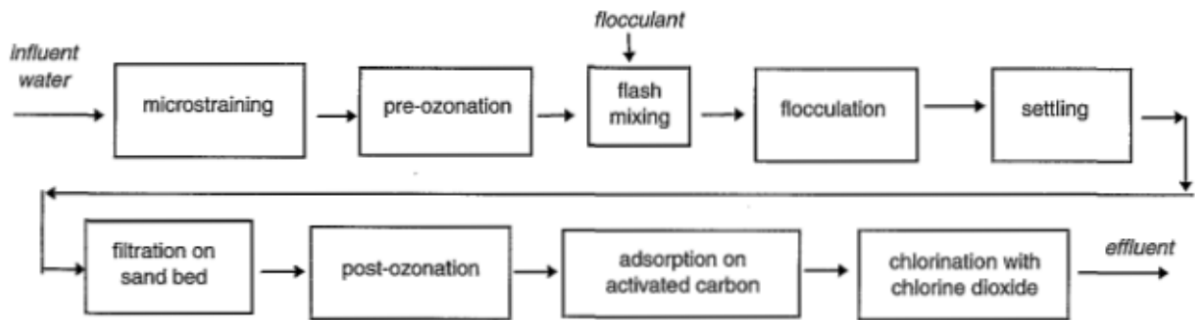 flocculant
influent
water
microstraining
pre-ozonation
flash
mixing
flocculation
settling
filtration on
sand bed
post-ozonation
adsorption on
activated carbon
chlorination with
chlorine dioxide
effluent